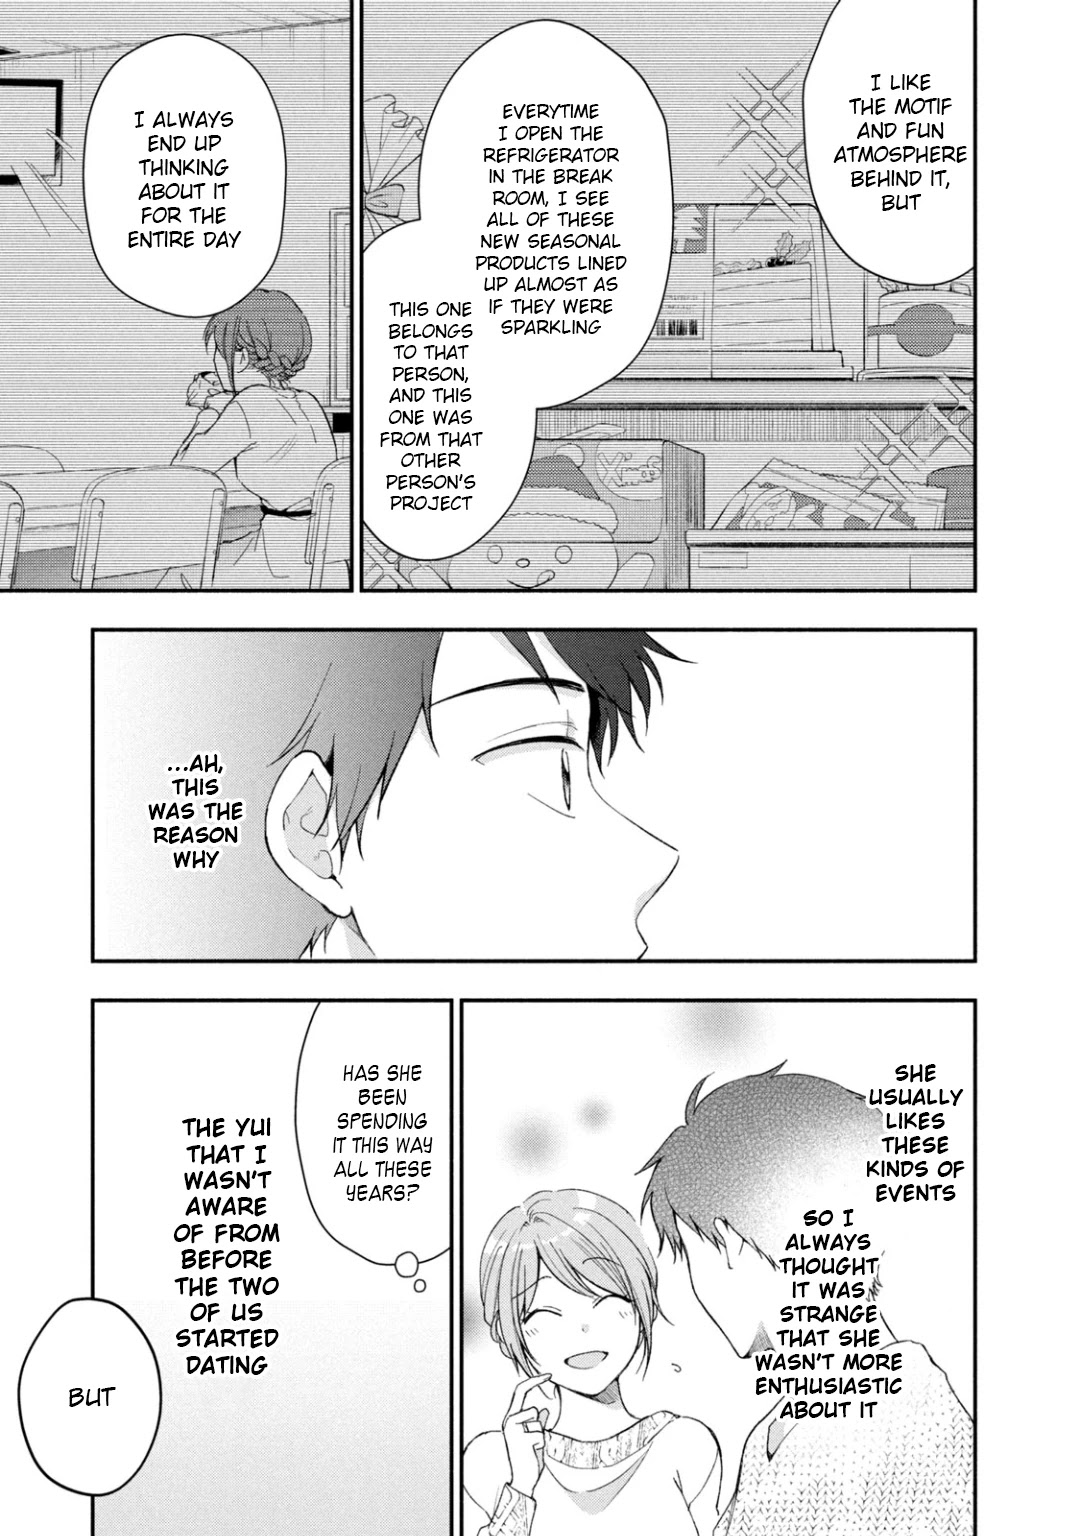 I LIKE
THE MOTIF
AND FUN
ATMOSPHERE
BEHIND IT,
BUT
EVERYTIME
I OPEN THE
REFRIGERATOR
IN THE BREAK
ROOM, I SEE
ALL OF THESE
NEW SEASONAL
PRODUCTS LINED
UP ALMOST AS
IF THEY WERE
SPARKLING
THIS ONE
BELONGS
TO THAT
PERSON,
AND THIS
ONE WAS
FROM THAT
OTHER
PERSON'S
PROJECT
Xmas
I ALWAYS
END UP
THINKING
ABOUT IT
FOR THE
ENTIRE DAY
...AH,
THIS
WAS THE
REASON
WHY
SHE
USUALLY
LIKES
THESE
KINDS OF
EVENTS
SO I
ALWAYS
THOUGHT
IT WAS
STRANGE
THAT SHE
WASN'T MORE
ENTHUSIASTIC
ABOUT IT
HAS SHE
BEEN
SPENDING
IT THIS WAY
ALL THESE
YEARS?
THE YUI
THAT I
WASN'T
AWARE
OF FROM
BEFORE
THE TWO
OF US
STARTED
DATING
BUT